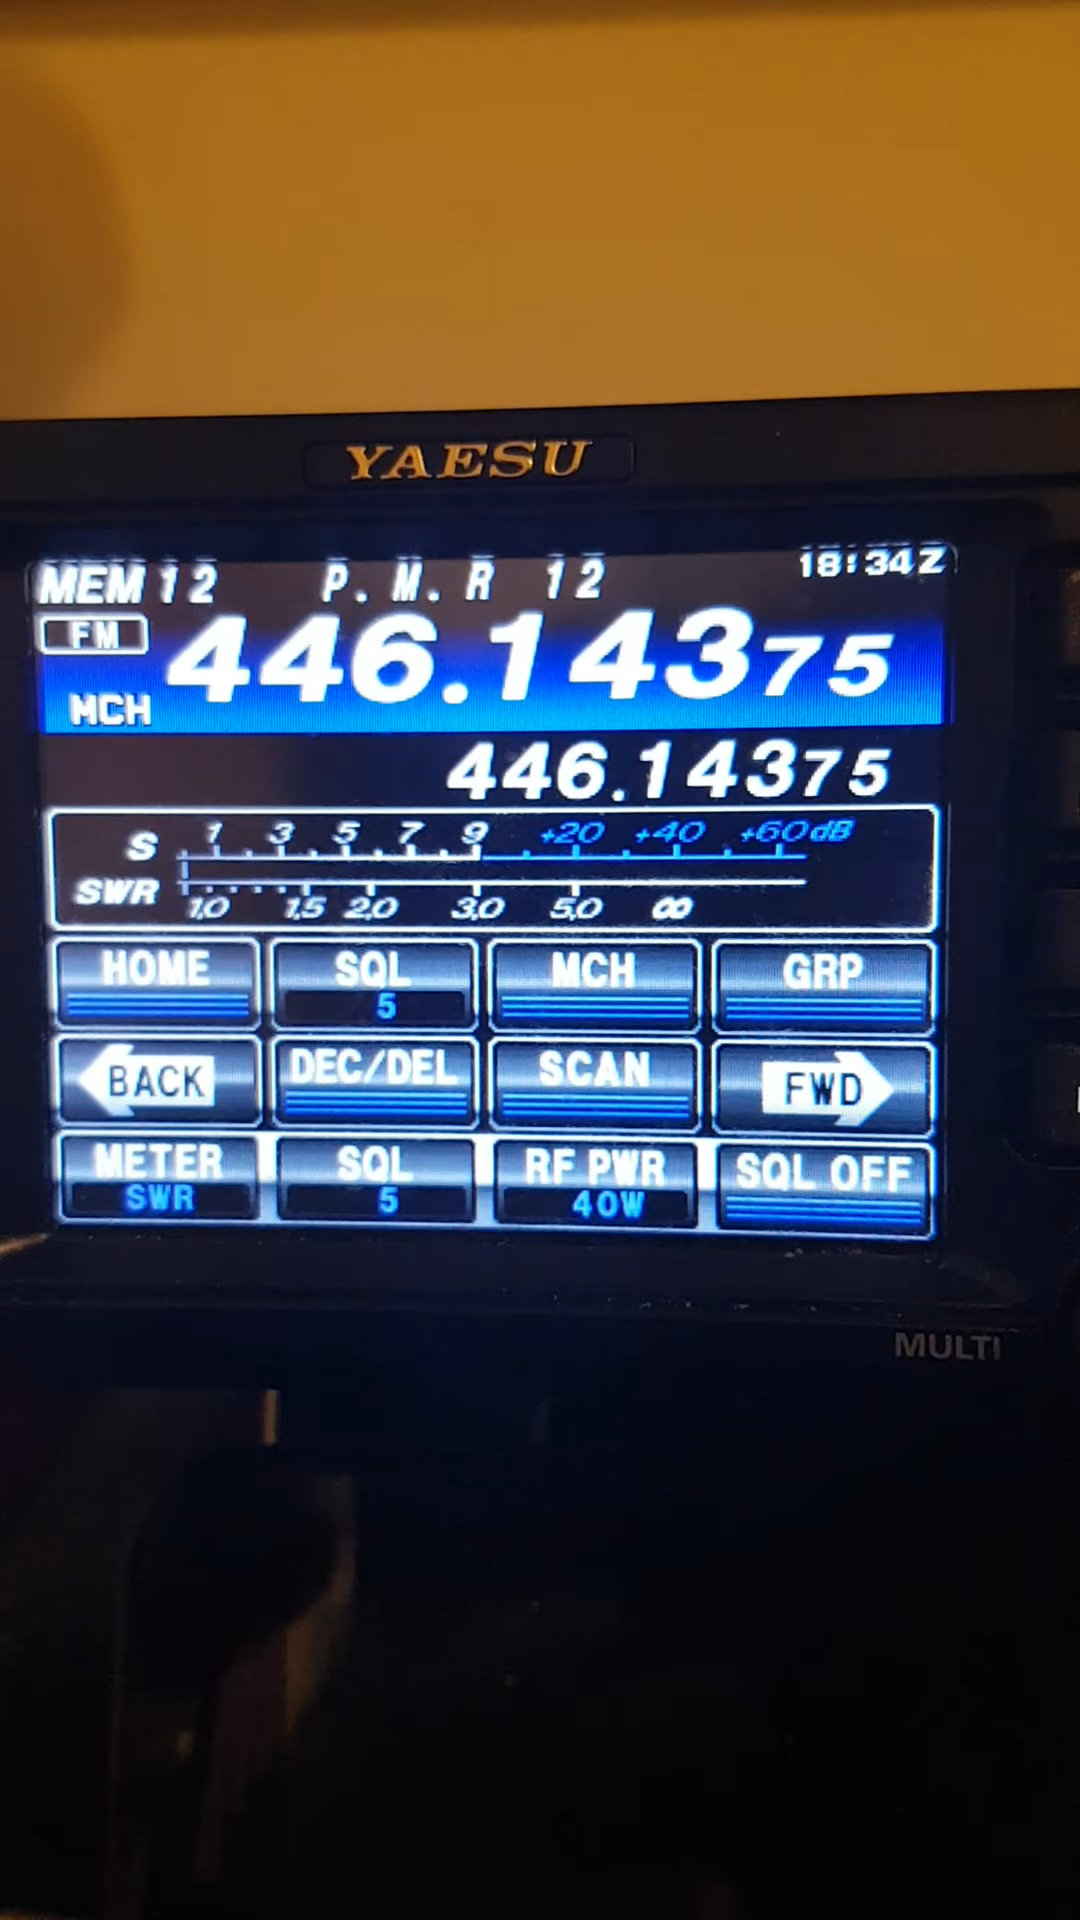 YAESU
MEM 12 P.M.R 12 18:34Z
FM 446.14375
MCH
446.14375
S 1 3 5 7 9 +20 +40 +60dB
SWR 1,0 1,5 2,0 3,0 5,0 ∞
HOME SQL MCH GRP
5
BACK DEC/DEL SCAN FWD
METER SQL RF PWR SQL OFF
SWR 5 40W
MULTI